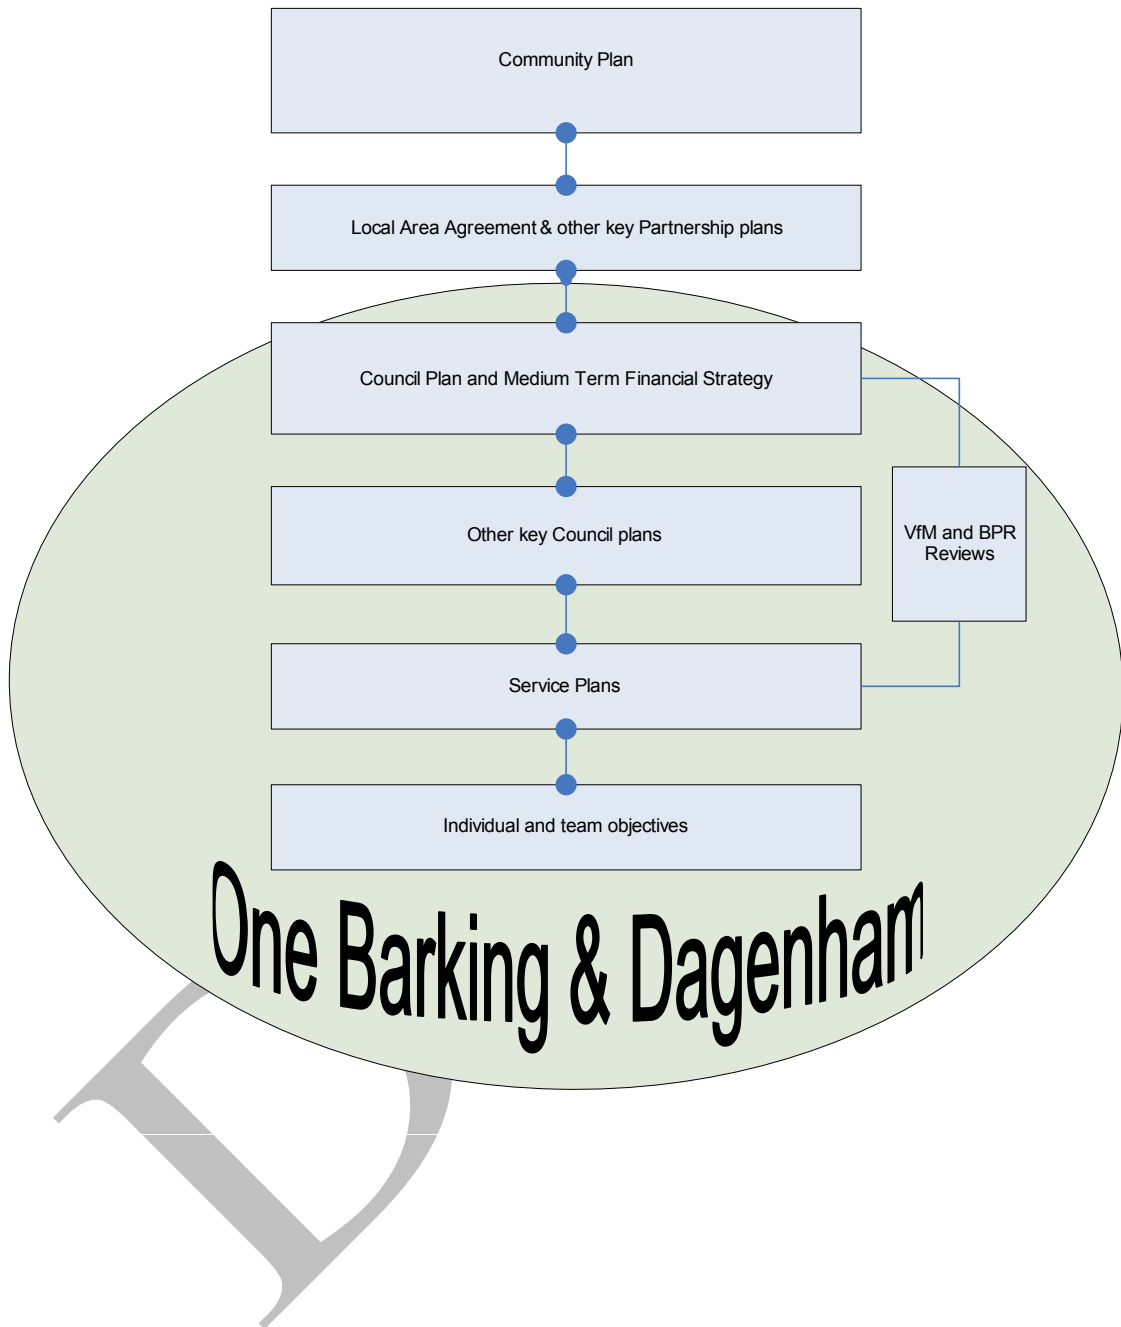 Community Plan
Local Area Agreement & other key Partnership plans
Council Plan and Medium Term Financial Strategy
Other key Council plans
VfM and BPR
Reviews
Service Plans
Individual and team objectives
One Barking & Dagenham
D